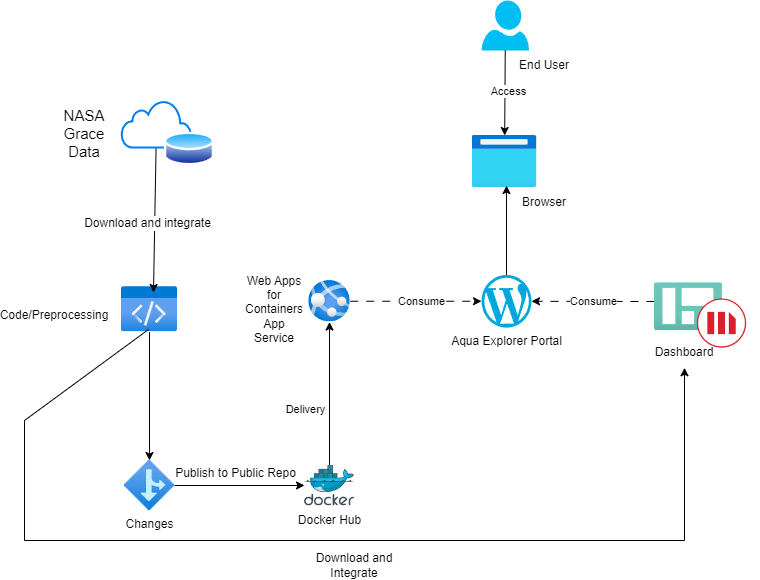 End User
Access
NASA
Grace
Data
Browser
Download and integrate
Web Apps
for
Containers
App
Service
Consume
Consume
Code/Preprocessing
Aqua Explorer Portal
Dashboard
Delivery
Publish to Public Repo
docker
Docker Hub
Changes
Download and
Integrate